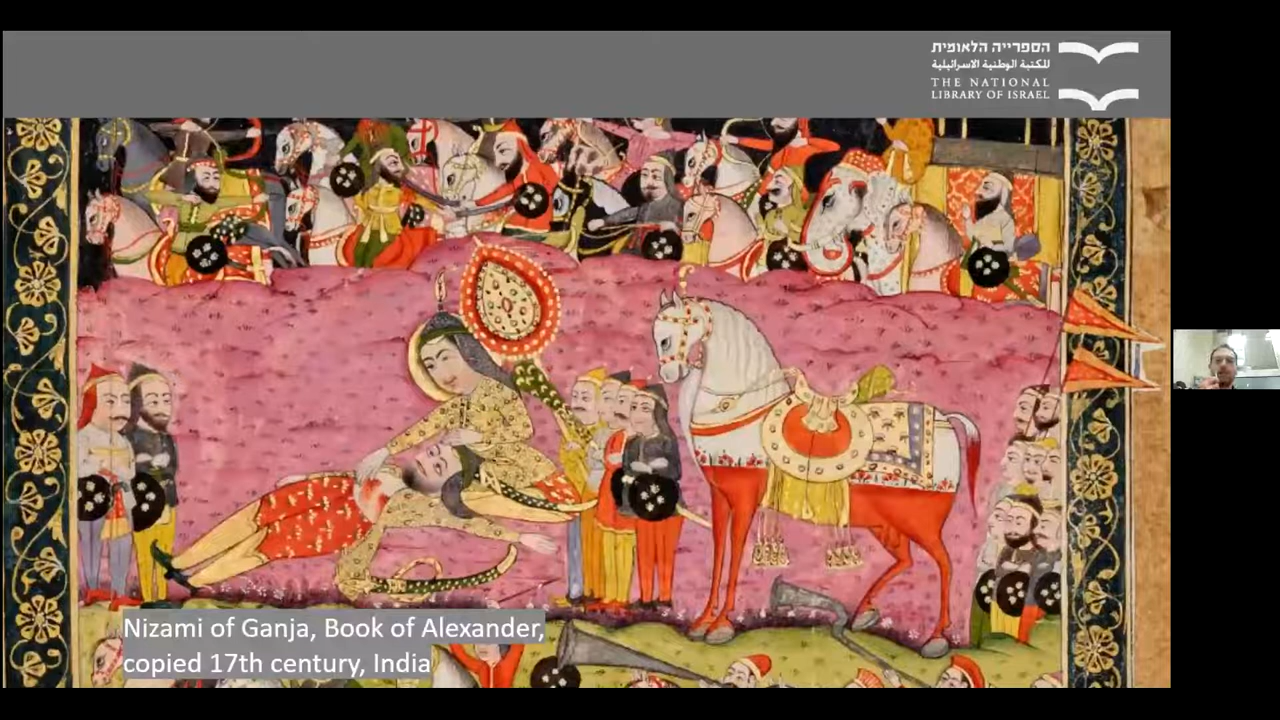 הספרייה הלאומית
المكتبة الوطنية الاسرائيلية
THE NATIONAL
LIBRARY OF ISRAEL
Nizami of Ganja, Book of Alexander,
copied 17th century, India